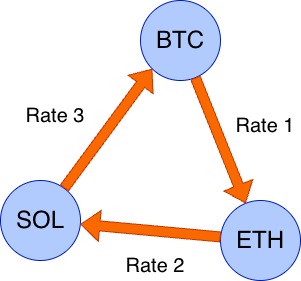 BTC
Rate 3
Rate 1
SOL
ETH
Rate 2